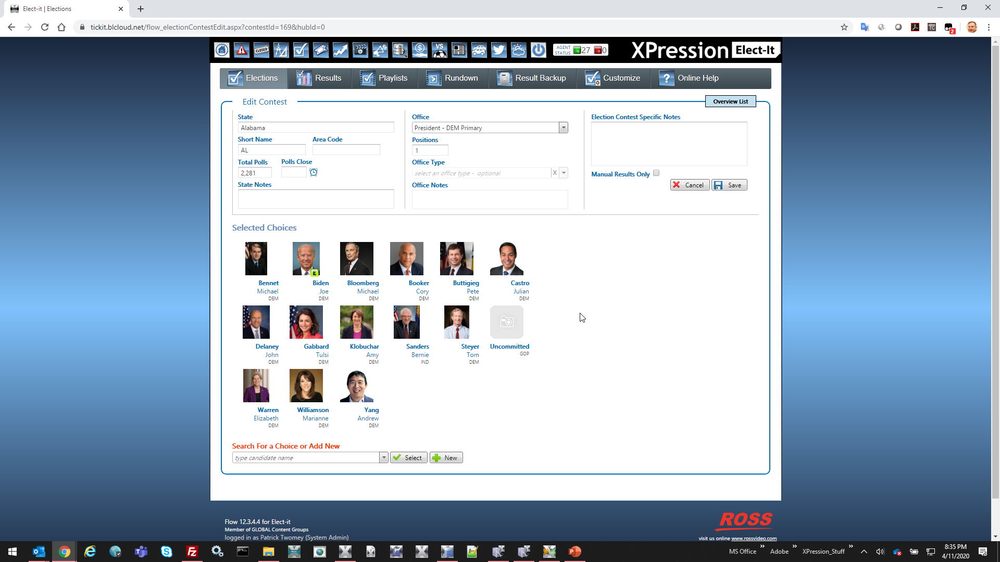 Elect-it | Elections
tickit.blcloud.net/flow_electionContestEdit.aspx?contestId=169&hubId=0
TC
2
CLOSED
VS
AGENT STATUS 27 0
XPression Elect-It
Elections
Results
Playlists
Rundown
Result Backup
Customize
? Online Help
Edit Contest
Overview List
State
Office
Election Contest Specific Notes
Alabama
President - DEM Primary
Short Name
Area Code
Positions
AL
1
Total Polls
Polls Close
Office Type
2,281
select an office type - optional
X
Manual Results Only
State Notes
Office Notes
Cancel
Save
Selected Choices
E
Bennet
Michael
DEM
Biden
Joe
DEM
Bloomberg
Michael
DEM
Booker
Cory
DEM
Buttigieg
Pete
DEM
Castro
Julian
DEM
Delaney
John
DEM
Gabbard
Tulsi
DEM
Klobuchar
Amy
DEM
Sanders
Bernie
IND
Steyer
Tom
DEM
Uncommitted
GOP
Warren
Elizabeth
DEM
Williamson
Marianne
DEM
Yang
Andrew
DEM
Search For a Choice or Add New
type candidate name
Select
New
Flow 12.3.4.4 for Elect-it
Member of GLOBAL Content Groups
logged in as Patrick Twomey (System Admin)
ROSS
visit us online www.rossvideo.com
MS Office
Adobe
XPression_Stuff
8:35 PM
4/11/2020